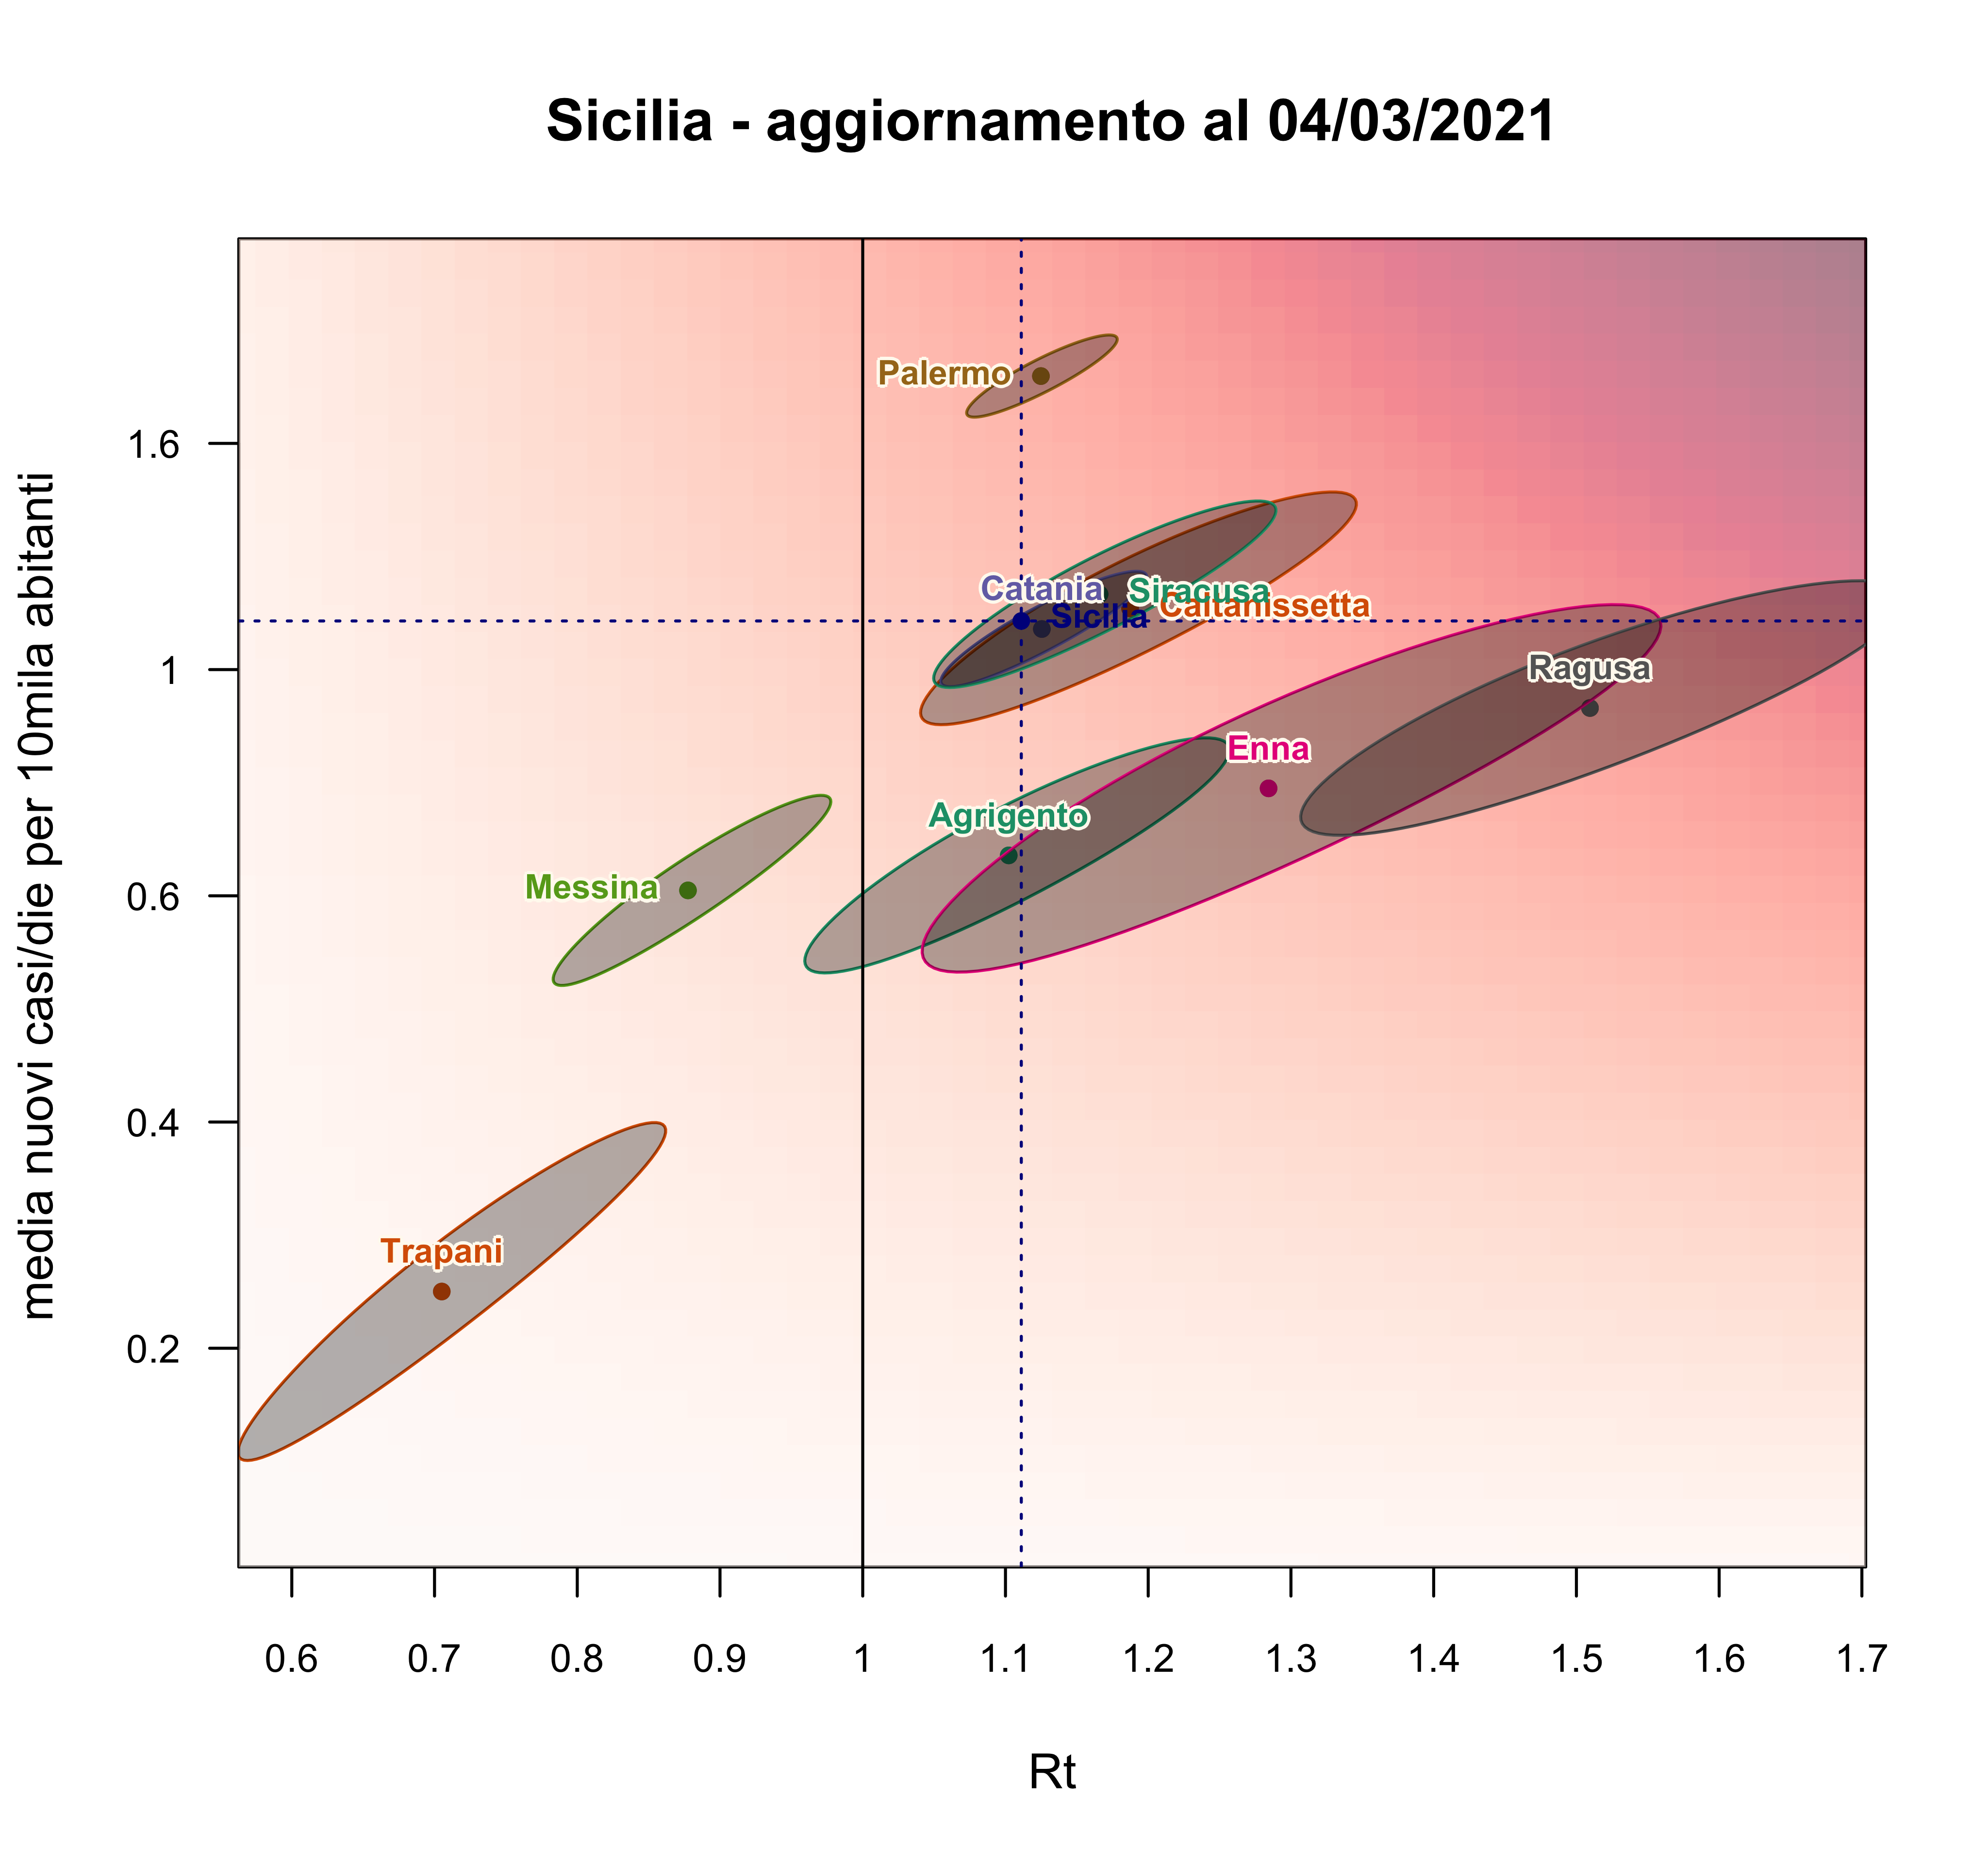 Sicilia - aggiornamento al 04/03/2021
media nuovi casi/die per 10mila abitanti
1.6
1
0.6
0.4
0.2
Palermo
Catania
Siracusa
Caltanissetta
Sicilia
Ragusa
Enna
Agrigento
Messina
Trapani
0.6 0.7 0.8 0.9 1 1.1 1.2 1.3 1.4 1.5 1.6 1.7
Rt